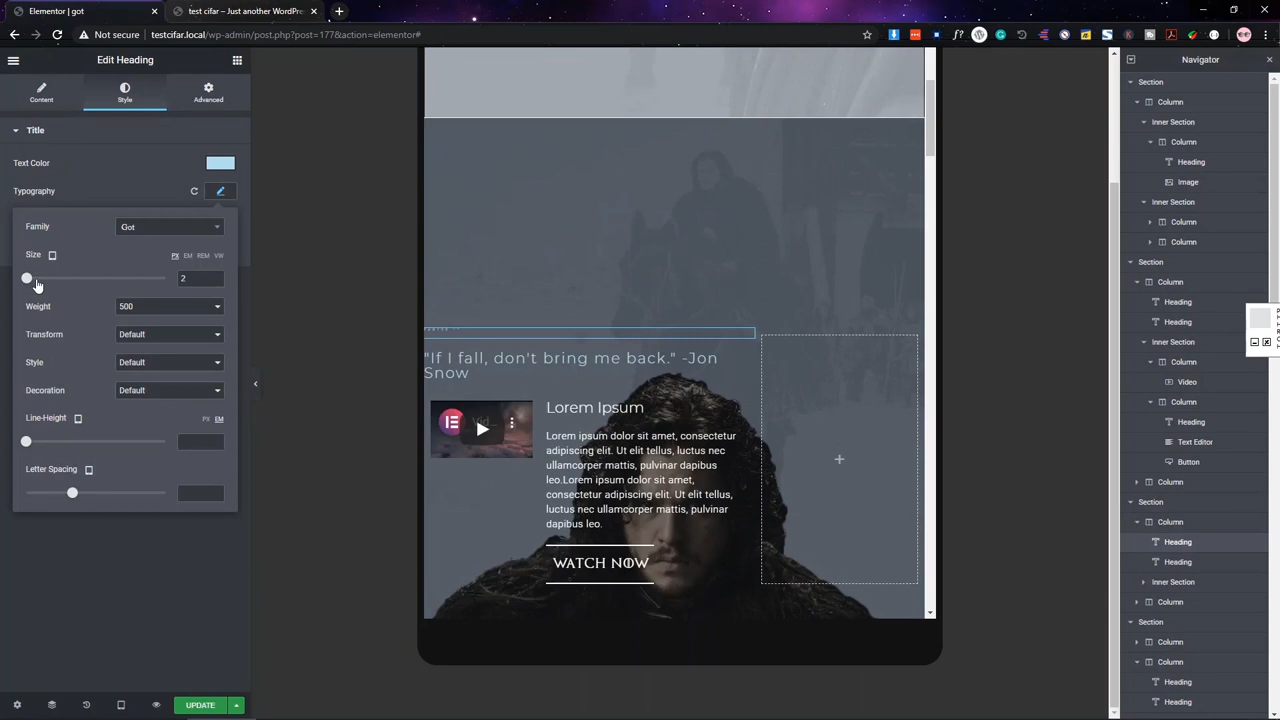 Elementor | got
test cifar – Just another WordPr
Not secure
testcifar.local/wp-admin/post.php?post=177&action=elementor#
Edit Heading
Content
Style
Advanced
Title
Text Color
Typography
Family
Got
Size
PX
EM
REM
VW
2
Weight
500
Transform
Default
Style
Default
Decoration
Default
Line-Height
PX
EM
Letter Spacing
UPDATE
"If I fall, don't bring me back." -Jon
Snow
Lorem Ipsum
Lorem ipsum dolor sit amet, consectetur
adipiscing elit. Ut elit tellus, luctus nec
ullamcorper mattis, pulvinar dapibus
leo.Lorem ipsum dolor sit amet,
consectetur adipiscing elit. Ut elit tellus,
luctus nec ullamcorper mattis, pulvinar
dapibus leo.
WATCH NOW
Navigator
Section
Column
Inner Section
Column
Heading
Image
Inner Section
Column
Column
Section
Column
Heading
Heading
Inner Section
Column
Video
Column
Heading
Text Editor
Button
Column
Section
Column
Heading
Heading
Inner Section
Column
Section
Column
Column
Heading
Heading